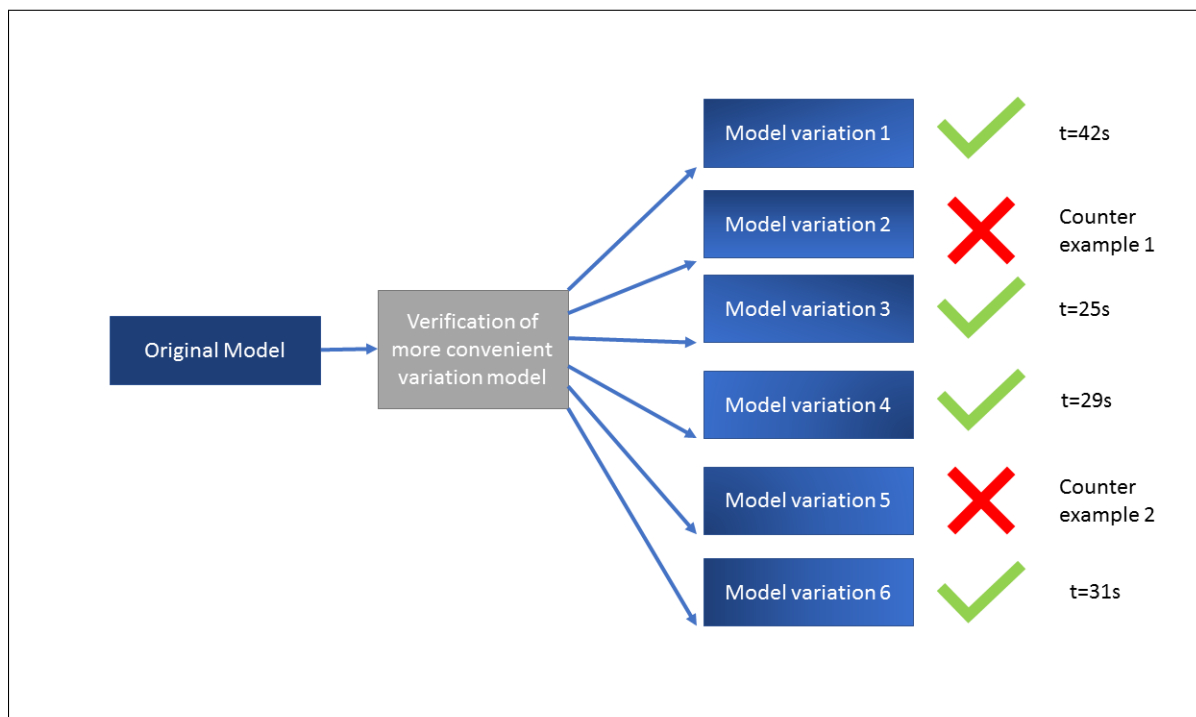 Original Model
Verification of
more convenient
variation model
Model variation 1
t=42s
Model variation 2
Counter
example 1
Model variation 3
t=25s
Model variation 4
t=29s
Model variation 5
Counter
example 2
Model variation 6
t=31s